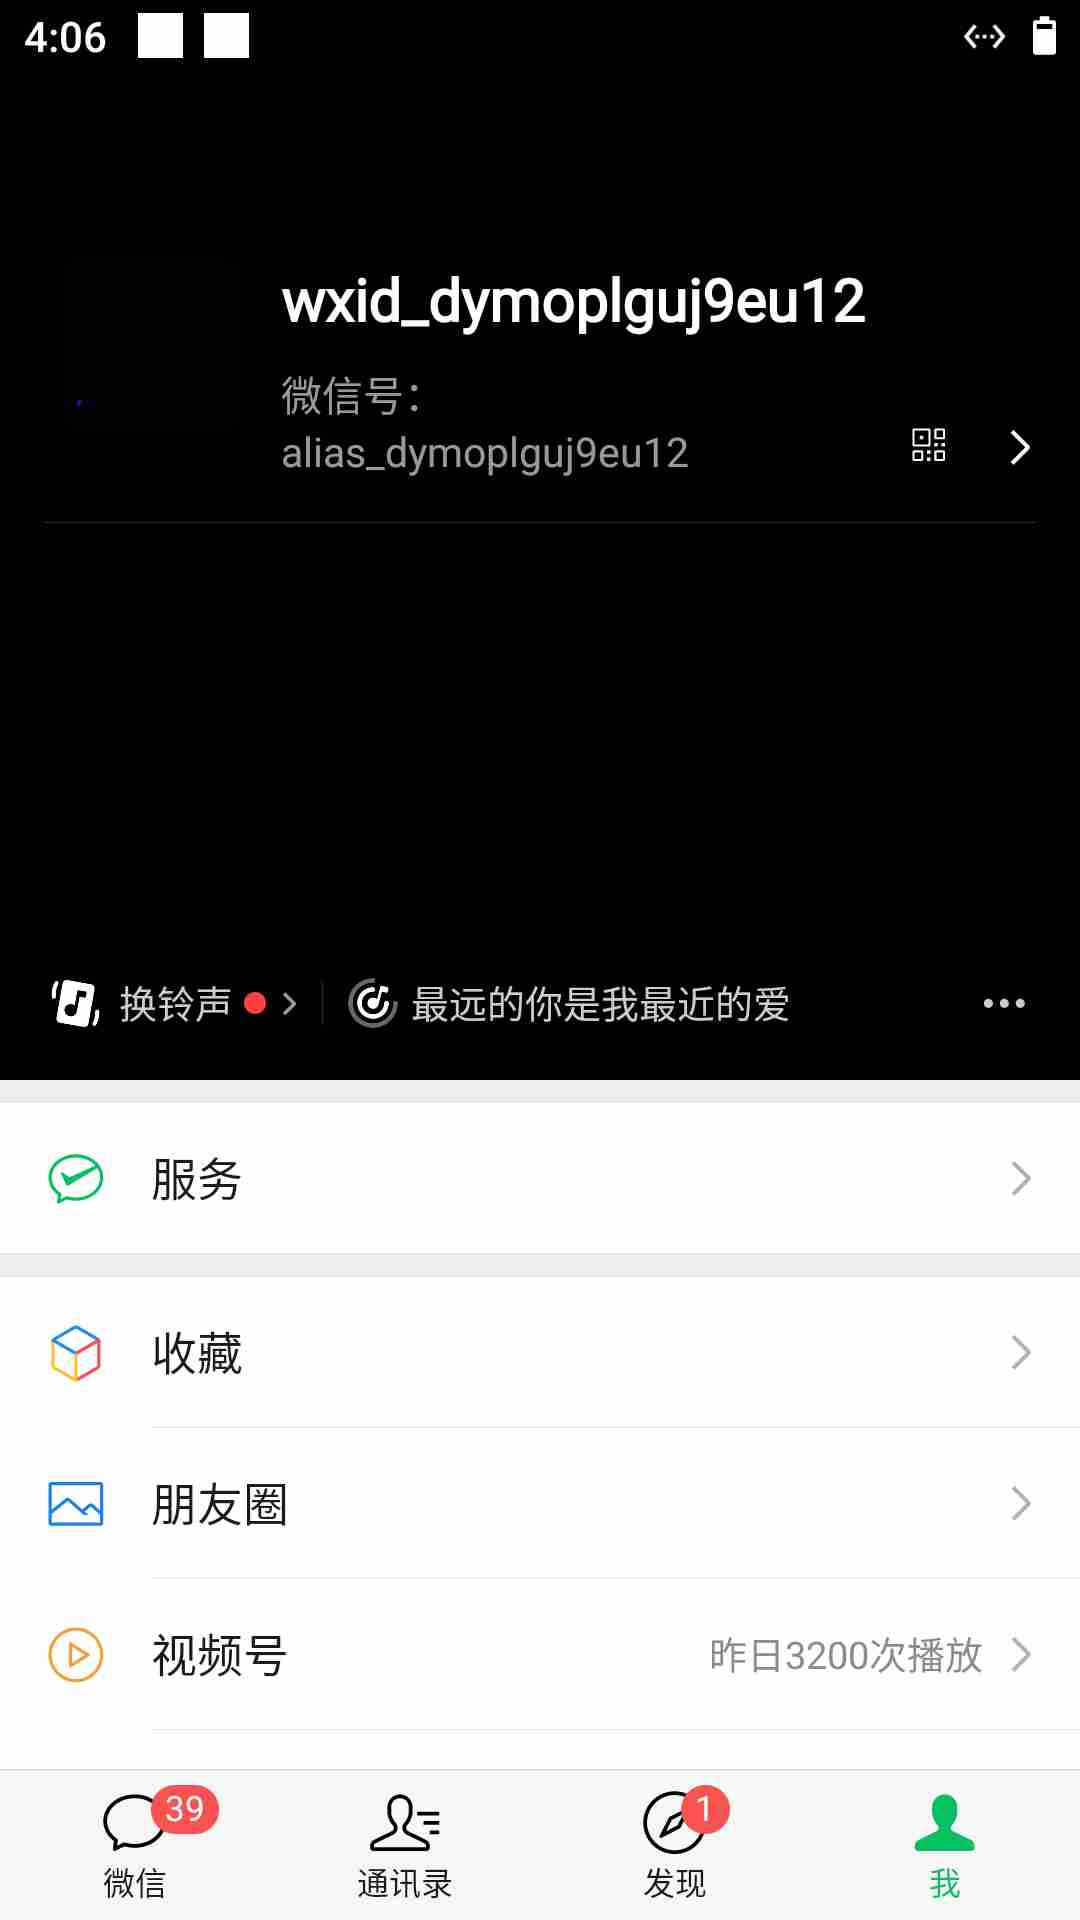 4:06
wxid_dymoplguj9eu12
微信号：
alias_dymoplguj9eu12
换铃声 最远的你是我最近的爱
服务
收藏
朋友圈
视频号 昨日3200次播放
39 1
微信 通讯录 发现 我